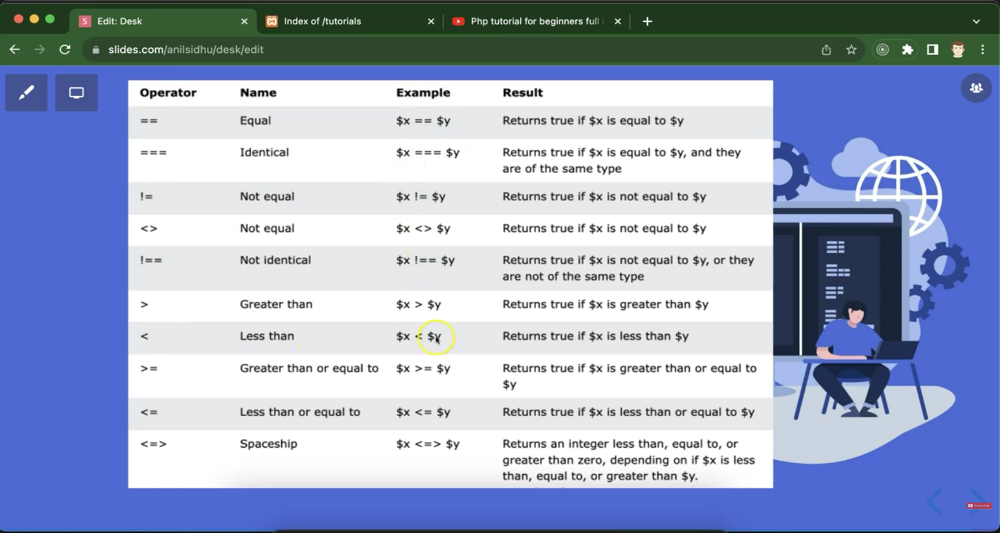 Edit: Desk
Index of /tutorials
Php tutorial for beginners full
slides.com/anilsidhu/desk/edit
Operator Name Example Result
== Equal $x == $y Returns true if $x is equal to $y
=== Identical $x === $y Returns true if $x is equal to $y, and they
are of the same type
!= Not equal $x != $y Returns true if $x is not equal to $y
<> Not equal $x <> $y Returns true if $x is not equal to $y
!== Not identical $x !== $y Returns true if $x is not equal to $y, or they
are not of the same type
> Greater than $x > $y Returns true if $x is greater than $y
< Less than $x < $y Returns true if $x is less than $y
>= Greater than or equal to $x >= $y Returns true if $x is greater than or equal to
$y
<= Less than or equal to $x <= $y Returns true if $x is less than or equal to $y
<=> Spaceship $x <=> $y Returns an integer less than, equal to, or
greater than zero, depending on if $x is less
than, equal to, or greater than $y.
Subscribe